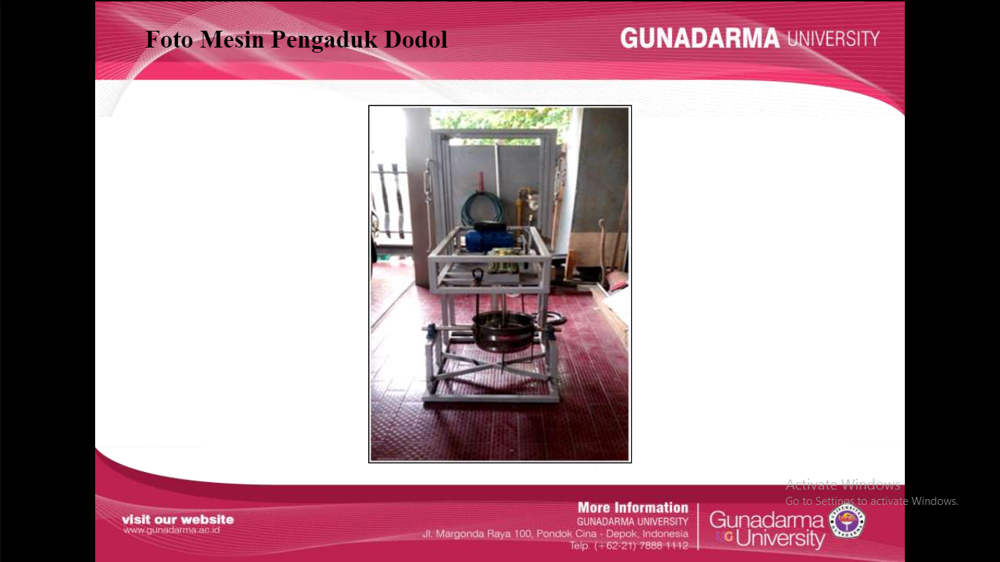 Foto Mesin Pengaduk Dodol
GUNADARMA UNIVERSITY
Activate Windows
Go to Settings to activate Windows.
visit our website
www.gunadarma.ac.id
More Information
GUNADARMA UNIVERSITY
Jl. Margonda Raya 100, Pondok Cina - Depok, Indonesia
Telp. (+62-21) 7888 1112
Gunadarma
UG University